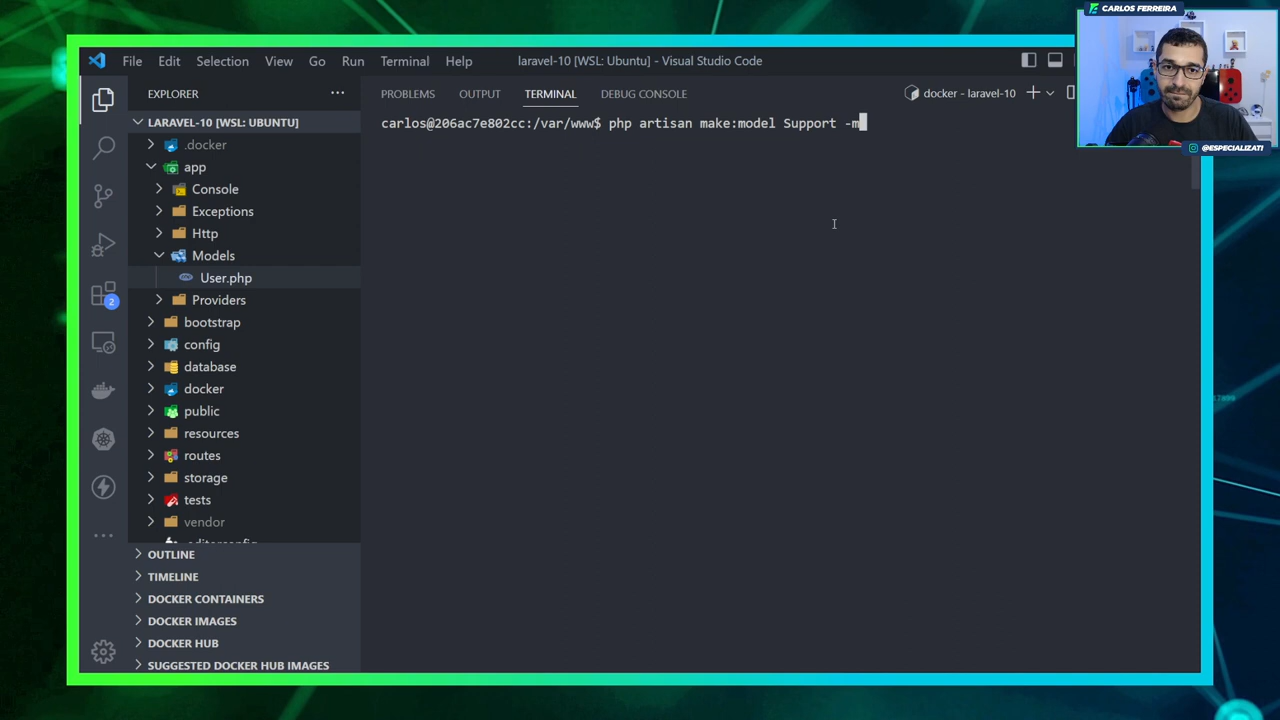 CARLOS FERREIRA
@ESPECIALIZATI
File Edit Selection View Go Run Terminal Help
laravel-10 [WSL: Ubuntu] - Visual Studio Code
EXPLORER
LARAVEL-10 [WSL: UBUNTU]
.docker
app
Console
Exceptions
Http
Models
User.php
Providers
bootstrap
config
database
docker
public
resources
routes
storage
tests
vendor
.editorconfig
OUTLINE
TIMELINE
DOCKER CONTAINERS
DOCKER IMAGES
DOCKER HUB
SUGGESTED DOCKER HUB IMAGES
2
PROBLEMS OUTPUT TERMINAL DEBUG CONSOLE
docker - laravel-10
carlos@206ac7e802cc:/var/www$ php artisan make:model Support -m